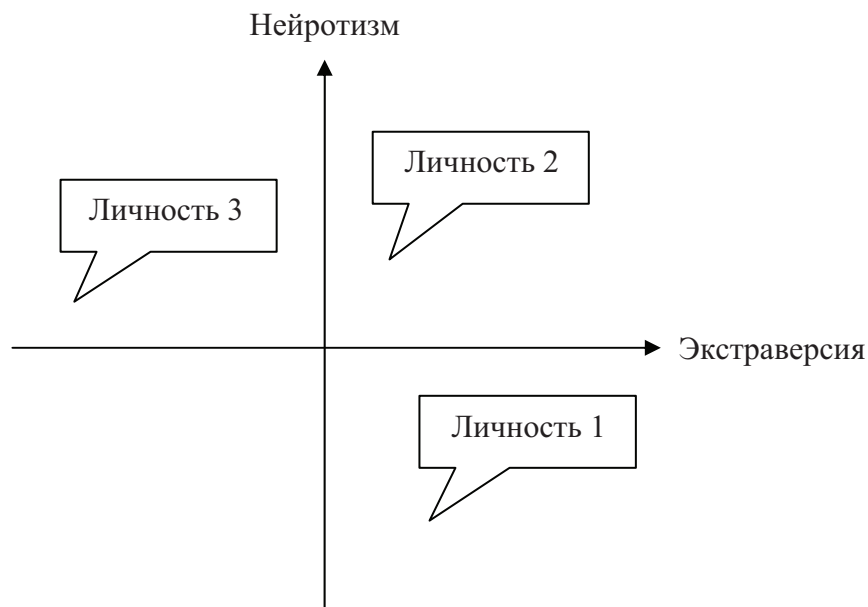 Нейротизм
Личность 2
Личность 3
Экстраверсия
Личность 1